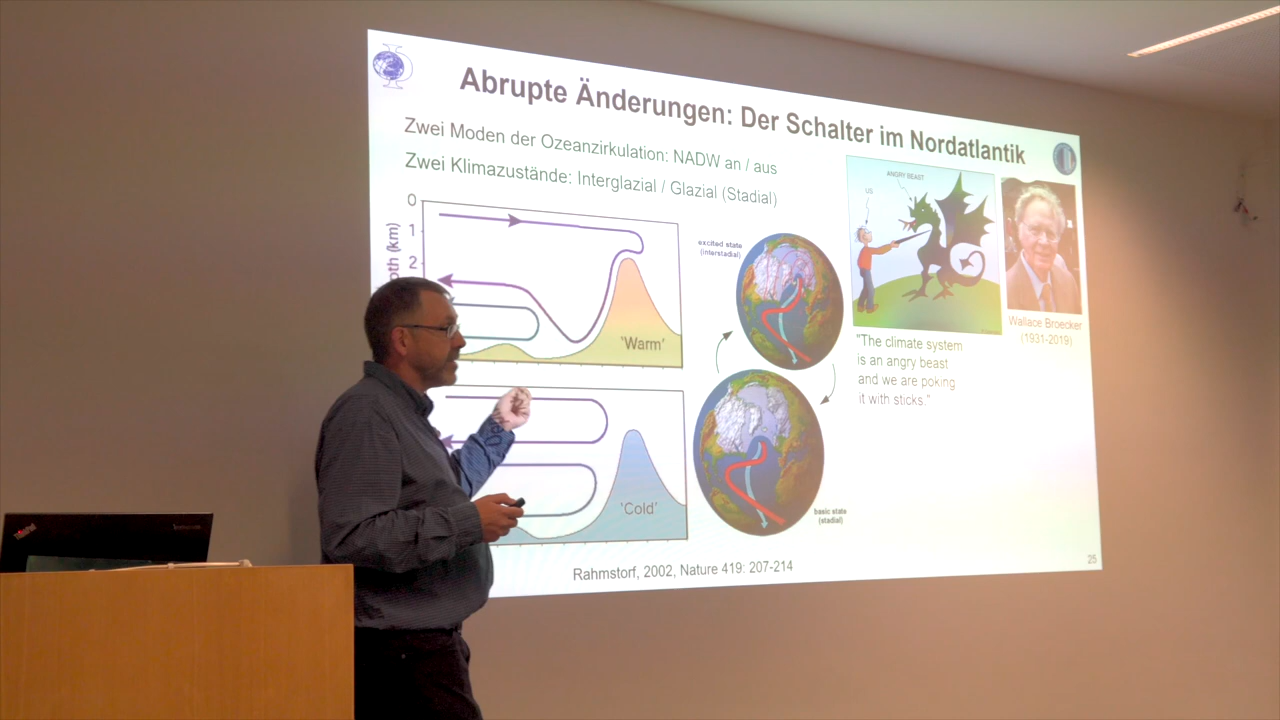 Abrupte Änderungen: Der Schalter im Nordatlantik
Zwei Moden der Ozeanzirkulation: NADW an / aus
Zwei Klimazustände: Interglazial / Glazial (Stadial)
0
1
2
(km)
'Warm'
'Cold'
excited state
(interstadial)
basic state
(stadial)
US
ANGRY BEAST
Wallace Broecker
(1931-2019)
"The climate system
is an angry beast
and we are poking
it with sticks."
Rahmstorf, 2002, Nature 419: 207-214
25